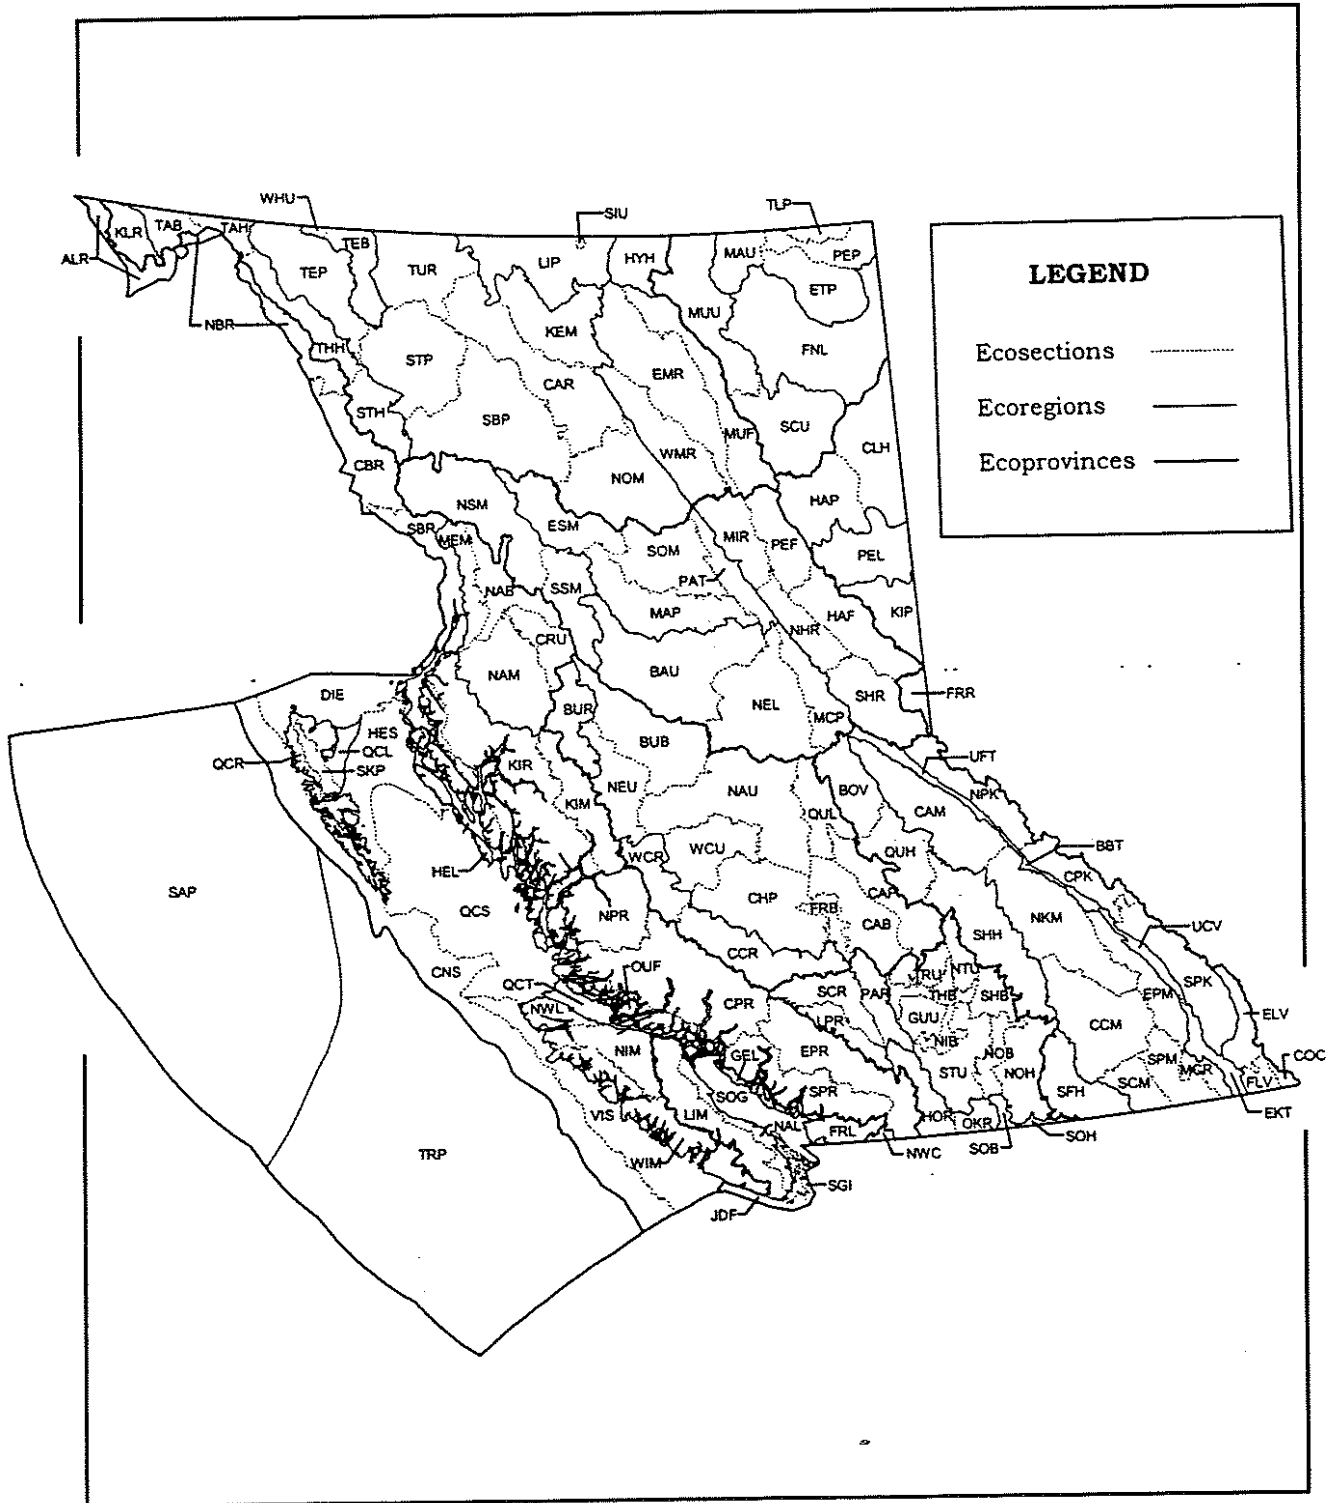 WHU
SIU
TLP
ALR
KLR
TAB
TAH
TEP
TEB
TUR
LIP
HYH
MAU
PEP
ETP
MUU
NBR
THH
STP
KEM
FNL
EMR
CAR
STH
SBP
MUF
SCU
CLH
CBR
WMR
NOM
HAP
NSM
ESM
SBR
MEM
SOM
MIR
PEF
PEL
NAB
SSM
PAT
MAP
HAF
KIP
NHR
CRU
NAM
BAU
NEL
SHR
FRR
DIE
BUR
MCP
HES
BUB
QCL
QCR
SKP
KIR
UFT
NEU
NAU
BOV
NPK
KIM
QUL
CAM
BBT
WCR
WCU
QUH
HEL
CPK
SAP
CHP
CAP
QCS
NPR
FRB
CAB
NKM
UCV
SHH
CCR
CNS
OUF
TRU
NTU
QCT
SCR
PAR
THB
SHB
EPM
SPK
NWL
CPR
LPR
GUU
CCM
ELV
NIM
GEL
EPR
NIB
NOB
COC
STU
NOH
SPM
MCR
FLV
SOG
SPR
SFH
SCM
VIS
LIM
NAL
FRL
HOR
OKR
EKT
NWC
SOB
SOH
TRP
WIM
SGI
JDF
LEGEND
Ecosections
Ecoregions
Ecoprovinces